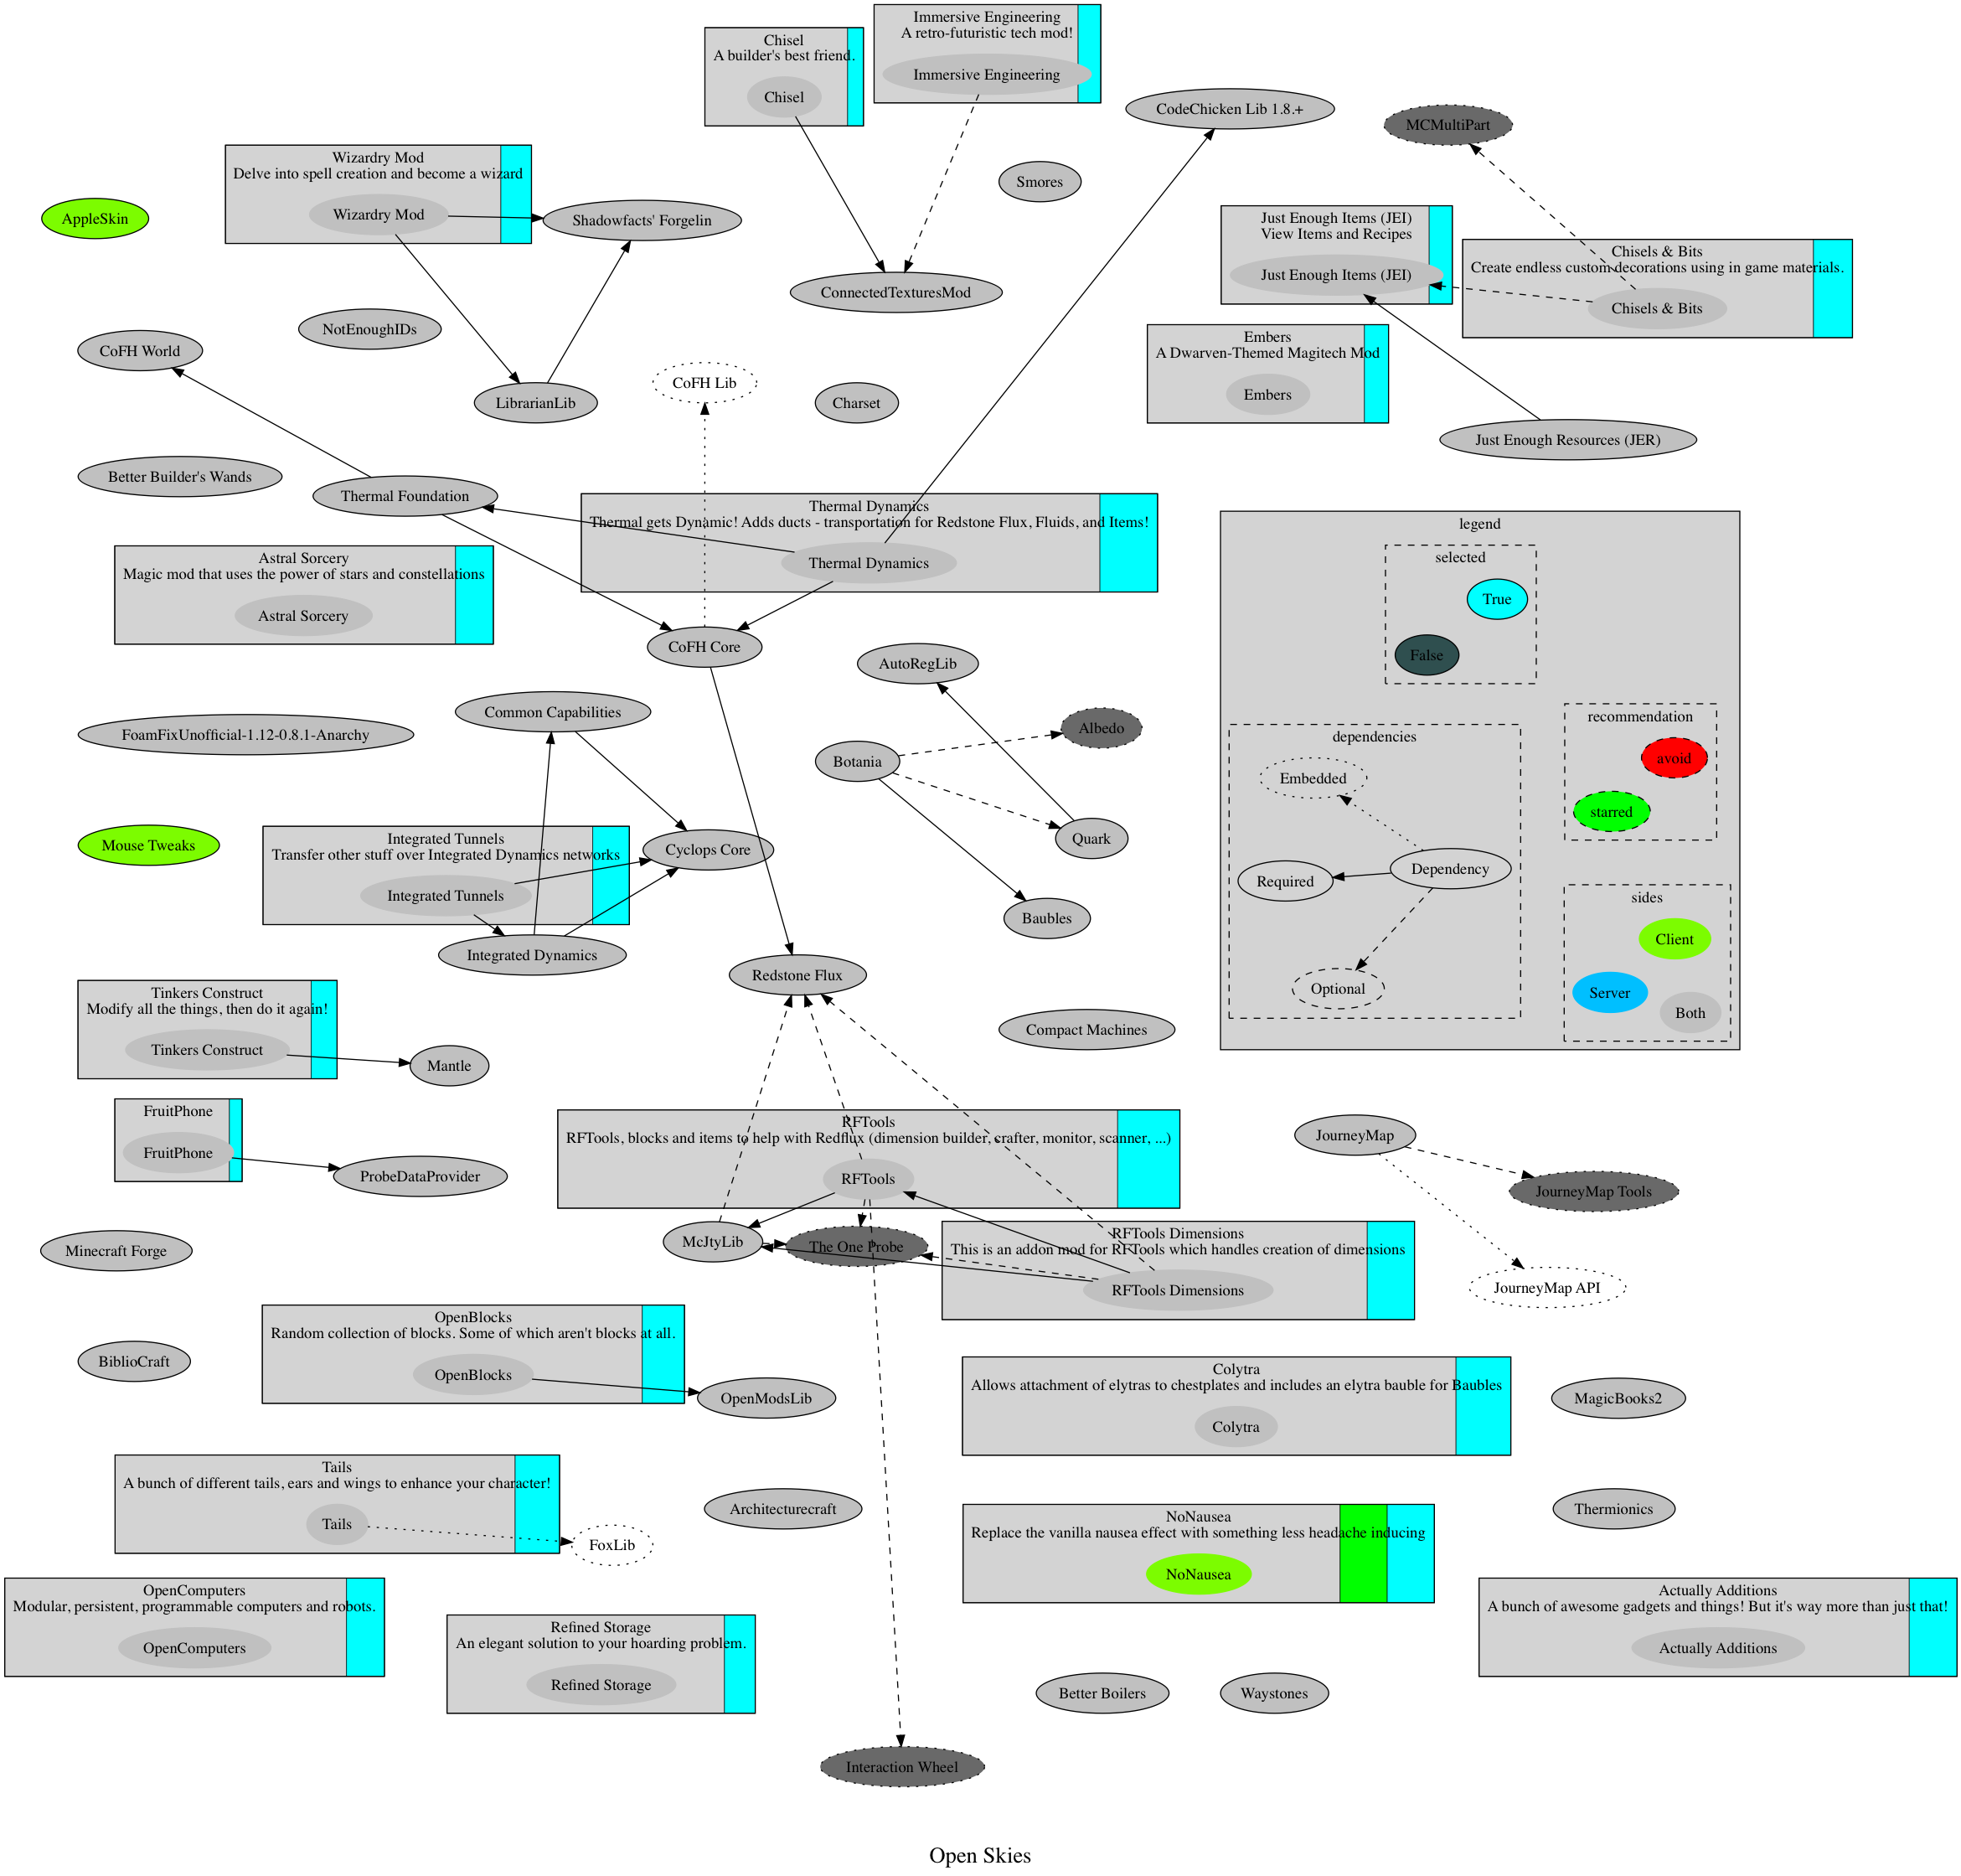 Immersive Engineering
A retro-futuristic tech mod!
Immersive Engineering
Chisel
A builder's best friend.
Chisel
CodeChicken Lib 1.8.+
MCMultiPart
Wizardry Mod
Delve into spell creation and become a wizard
Wizardry Mod
Smores
AppleSkin
Shadowfacts' Forgelin
Just Enough Items (JEI)
View Items and Recipes
Just Enough Items (JEI)
Chisels & Bits
Create endless custom decorations using in game materials.
Chisels & Bits
ConnectedTexturesMod
NotEnoughIDs
CoFH World
Embers
A Dwarven-Themed Magitech Mod
Embers
CoFH Lib
LibrarianLib
Charset
Just Enough Resources (JER)
Better Builder's Wands
Thermal Foundation
Thermal Dynamics
Thermal gets Dynamic! Adds ducts - transportation for Redstone Flux, Fluids, and Items!
Thermal Dynamics
legend
selected
True
False
Astral Sorcery
Magic mod that uses the power of stars and constellations
Astral Sorcery
CoFH Core
AutoRegLib
Common Capabilities
FoamFixUnofficial-1.12-0.8.1-Anarchy
Albedo
Botania
recommendation
avoid
starred
dependencies
Embedded
Dependency
Required
Optional
Mouse Tweaks
Integrated Tunnels
Transfer other stuff over Integrated Dynamics networks
Integrated Tunnels
Cyclops Core
Quark
Baubles
sides
Client
Server
Both
Integrated Dynamics
Redstone Flux
Tinkers Construct
Modify all the things, then do it again!
Tinkers Construct
Mantle
Compact Machines
FruitPhone
FruitPhone
ProbeDataProvider
RFTools
RFTools, blocks and items to help with Redflux (dimension builder, crafter, monitor, scanner, ...)
RFTools
JourneyMap
JourneyMap Tools
Minecraft Forge
McJtyLib
The One Probe
RFTools Dimensions
This is an addon mod for RFTools which handles creation of dimensions
RFTools Dimensions
JourneyMap API
OpenBlocks
Random collection of blocks. Some of which aren't blocks at all.
OpenBlocks
BiblioCraft
OpenModsLib
Colytra
Allows attachment of elytras to chestplates and includes an elytra bauble for Baubles
Colytra
MagicBooks2
Tails
A bunch of different tails, ears and wings to enhance your character!
Tails
FoxLib
Architecturecraft
NoNausea
Replace the vanilla nausea effect with something less headache inducing
NoNausea
Thermionics
OpenComputers
Modular, persistent, programmable computers and robots.
OpenComputers
Refined Storage
An elegant solution to your hoarding problem.
Refined Storage
Actually Additions
A bunch of awesome gadgets and things! But it's way more than just that!
Actually Additions
Better Boilers
Waystones
Interaction Wheel
Open Skies